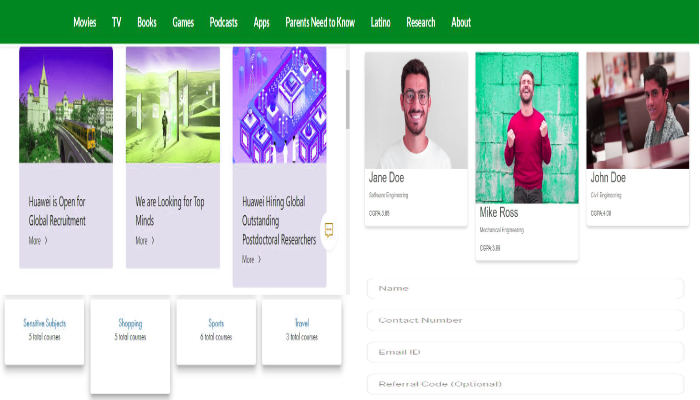 Movies TV Books Games Podcasts Apps Parents Need to Know Latino Research About
Huawei is Open for
Global Recruitment
More >
We are Looking for Top
Minds
More >
Huawei Hiring Global
Outstanding
Postdoctoral Researchers
More >
Sensitive Subjects
5 total courses
Shopping
5 total courses
Sports
6 total courses
Travel
3 total courses
Jane Doe
Software Engineering
CGPA:3.85
Mike Ross
Mechanical Engineering
CGPA:3.89
John Doe
Civil Engineering
CGPA:4.00
Name
Contact Number
Email ID
Referral Code (Optional)